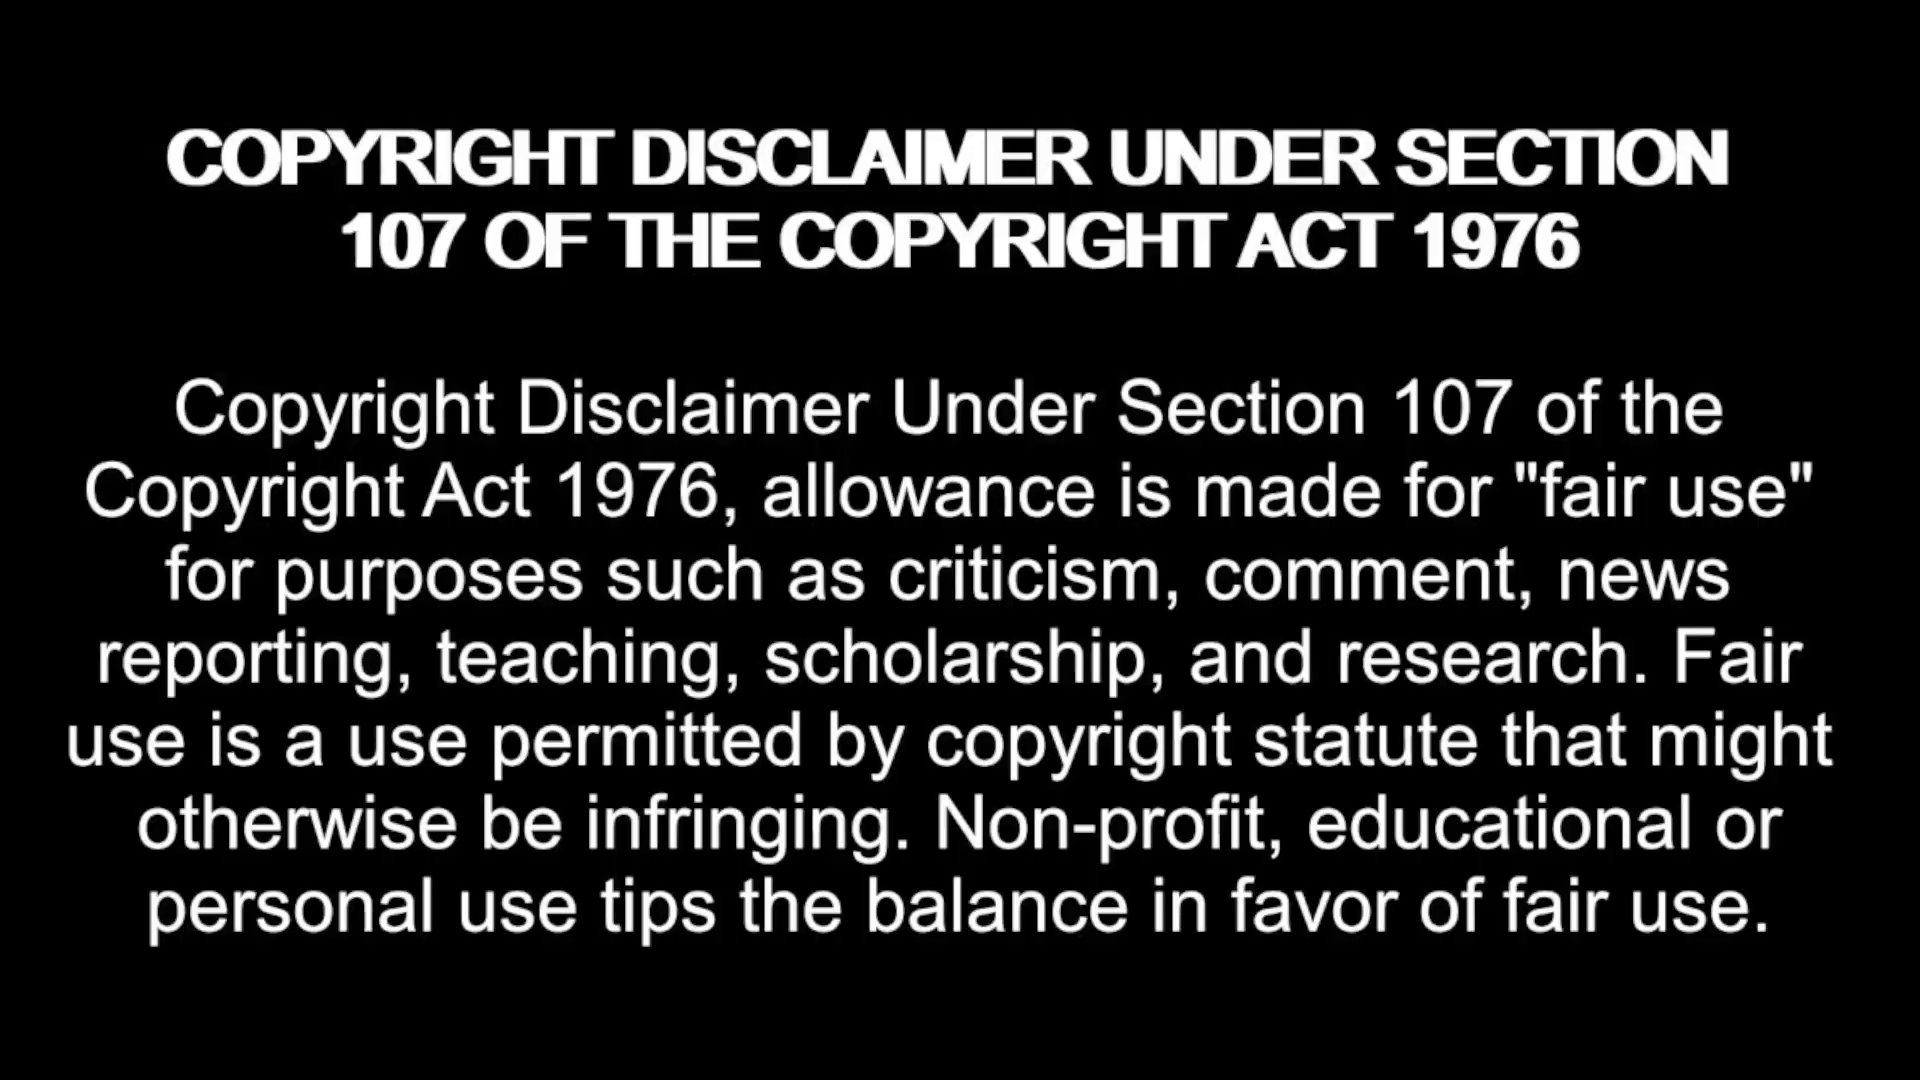 COPYRIGHT DISCLAIMER UNDER SECTION
107 OF THE COPYRIGHT ACT 1976
Copyright Disclaimer Under Section 107 of the
Copyright Act 1976, allowance is made for "fair use"
for purposes such as criticism, comment, news
reporting, teaching, scholarship, and research. Fair
use is a use permitted by copyright statute that might
otherwise be infringing. Non-profit, educational or
personal use tips the balance in favor of fair use.